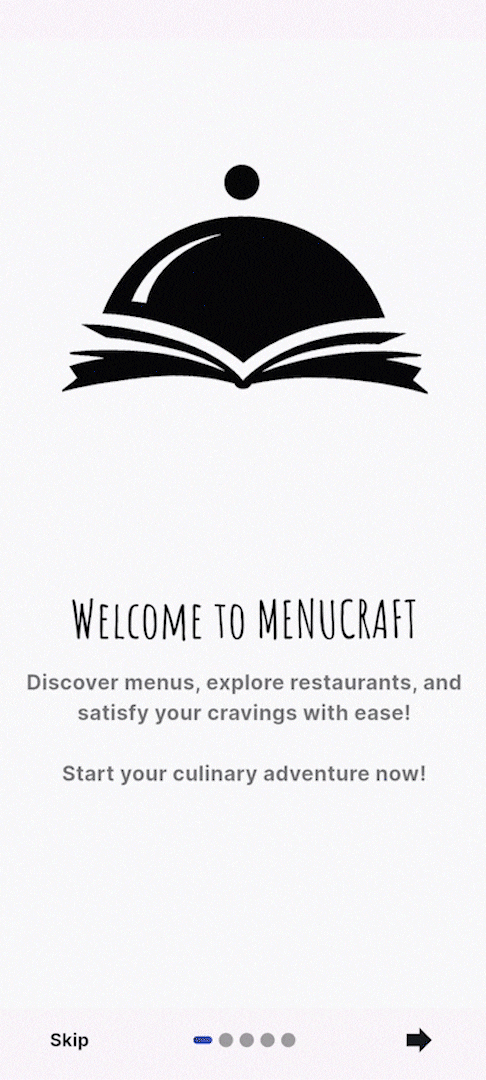 Welcome to MENUCRAFT
Discover menus, explore restaurants, and
satisfy your cravings with ease!
Start your culinary adventure now!
Skip